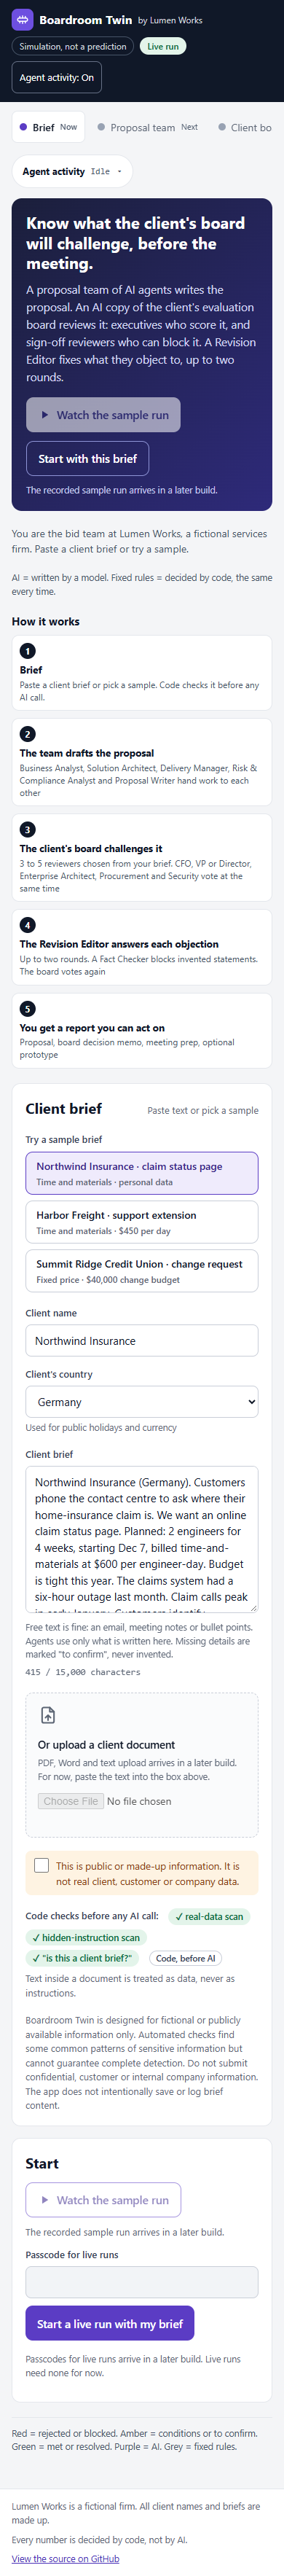 Boardroom Twin by Lumen Works
Simulation, not a prediction Live run
Agent activity: On
Brief Now Proposal team Next Client bo
Agent activity Idle
Know what the client's board
will challenge, before the
meeting.
A proposal team of AI agents writes the
proposal. An AI copy of the client's evaluation
board reviews it: executives who score it, and
sign-off reviewers who can block it. A Revision
Editor fixes what they object to, up to two
rounds.
Watch the sample run
Start with this brief
The recorded sample run arrives in a later build.
You are the bid team at Lumen Works, a fictional services
firm. Paste a client brief or try a sample.
AI = written by a model. Fixed rules = decided by code, the same
every time.
How it works
1
Brief
Paste a client brief or pick a sample. Code checks it before any
AI call.
2
The team drafts the proposal
Business Analyst, Solution Architect, Delivery Manager, Risk &
Compliance Analyst and Proposal Writer hand work to each
other
3
The client's board challenges it
3 to 5 reviewers chosen from your brief. CFO, VP or Director,
Enterprise Architect, Procurement and Security vote at the
same time
4
The Revision Editor answers each objection
Up to two rounds. A Fact Checker blocks invented statements.
The board votes again
5
You get a report you can act on
Proposal, board decision memo, meeting prep, optional
prototype
Client brief Paste text or pick a sample
Try a sample brief
Northwind Insurance · claim status page
Time and materials · personal data
Harbor Freight · support extension
Time and materials · $450 per day
Summit Ridge Credit Union · change request
Fixed price · $40,000 change budget
Client name
Northwind Insurance
Client's country
Germany
Used for public holidays and currency
Client brief
Northwind Insurance (Germany). Customers
phone the contact centre to ask where their
home-insurance claim is. We want an online
claim status page. Planned: 2 engineers for
4 weeks, starting Dec 7, billed time-and-
materials at $600 per engineer-day. Budget
is tight this year. The claims system had a
six-hour outage last month. Claim calls peak
in early January. Customers identify
Free text is fine: an email, meeting notes or bullet points.
Agents use only what is written here. Missing details are
marked "to confirm", never invented.
415 / 15,000 characters
Or upload a client document
PDF, Word and text upload arrives in a later build.
For now, paste the text into the box above.
Choose File No file chosen
This is public or made-up information. It is
not real client, customer or company data.
Code checks before any AI call: ✓ real-data scan
✓ hidden-instruction scan
✓ "is this a client brief?" Code, before AI
Text inside a document is treated as data, never as
instructions.
Boardroom Twin is designed for fictional or publicly
available information only. Automated checks find
some common patterns of sensitive information but
cannot guarantee complete detection. Do not submit
confidential, customer or internal company information.
The app does not intentionally save or log brief
content.
Start
Watch the sample run
The recorded sample run arrives in a later build.
Passcode for live runs
Start a live run with my brief
Passcodes for live runs arrive in a later build. Live runs
need none for now.
Red = rejected or blocked. Amber = conditions or to confirm.
Green = met or resolved. Purple = AI. Grey = fixed rules.
Lumen Works is a fictional firm. All client names and briefs are
made up.
Every number is decided by code, not by AI.
View the source on GitHub